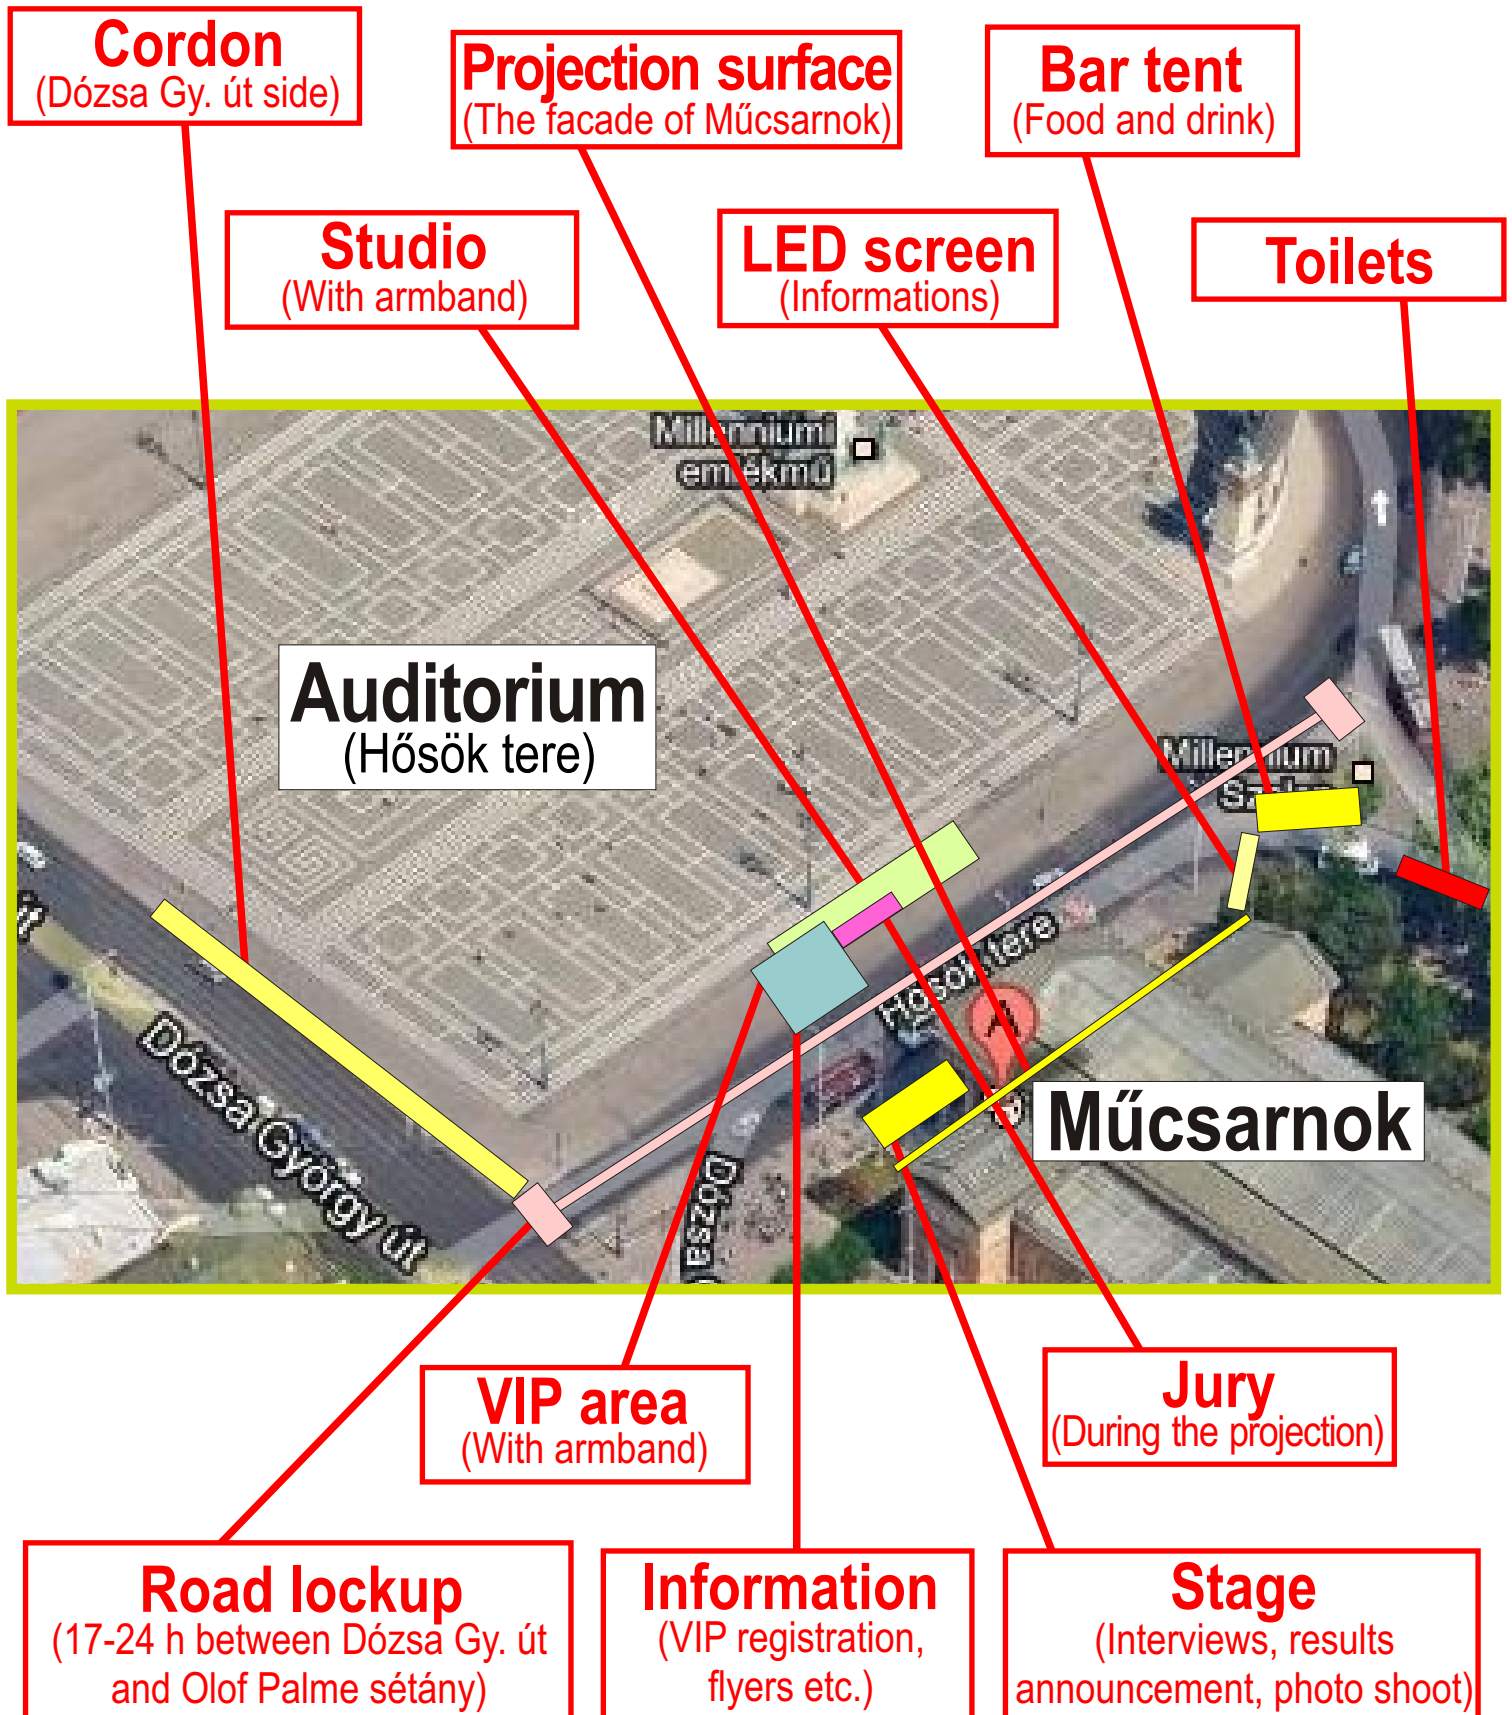 Cordon
(Dózsa Gy. út side)
Projection surface
(The facade of Műcsarnok)
Bar tent
(Food and drink)
Studio
(With armband)
LED screen
(Informations)
Toilets
Millenniumi
emlékmű
Auditorium
(Hősök tere)
Millennium
út
Hősök tere
A
Dózsa György út
Dózsa
Műcsarnok
VIP area
(With armband)
Jury
(During the projection)
Road lockup
(17-24 h between Dózsa Gy. út
and Olof Palme sétány)
Information
(VIP registration,
flyers etc.)
Stage
(Interviews, results
announcement, photo shoot)